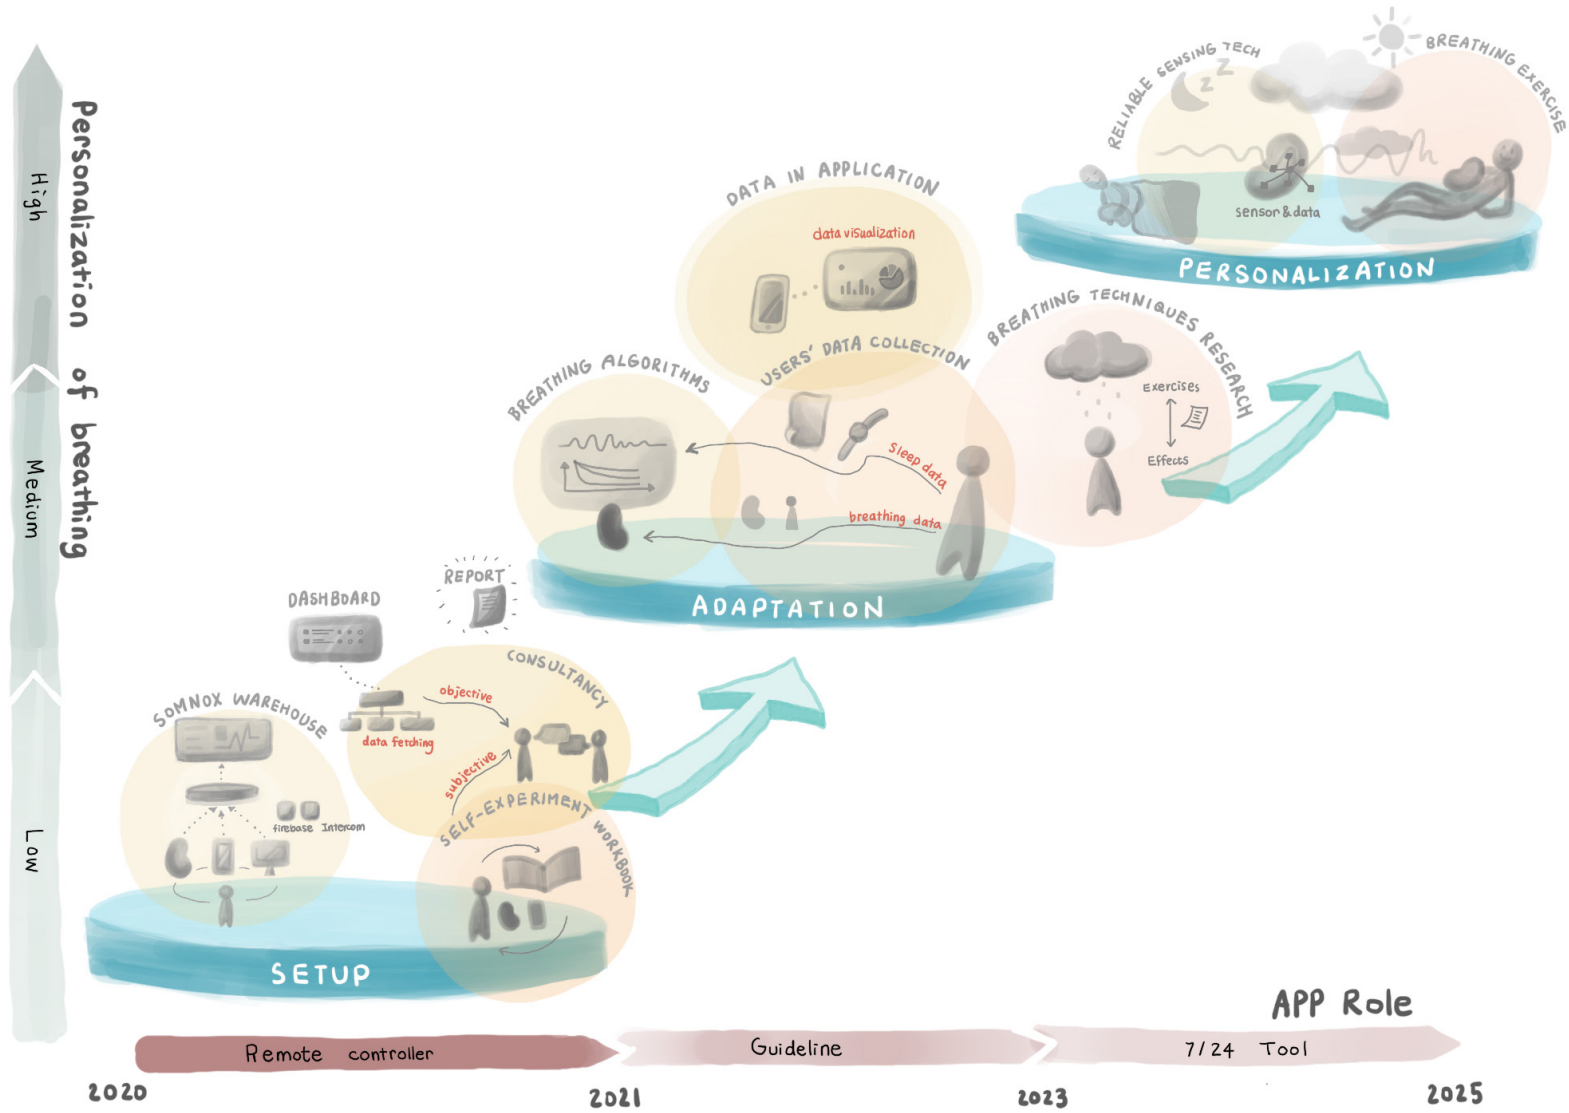 RELIABLE SENSING TECH
BREATHING EXERCISE
z
z
sensor & data
PERSONALIZATION
Personalization of breathing
High
Medium
Low
DATA IN APPLICATION
data visualization
BREATHING ALGORITHMS
USERS' DATA COLLECTION
Sleep data
breathing data
BREATHING TECHNIQUES RESEARCH
Exercises
Effects
ADAPTATION
DASHBOARD
REPORT
SOMNOX WAREHOUSE
firebase Intercom
CONSULTANCY
objective
data fetching
subjective
SELF-EXPERIMENT WORKBOOK
SETUP
APP Role
Remote controller
Guideline
7/24 Tool
2020
2021
2023
2025